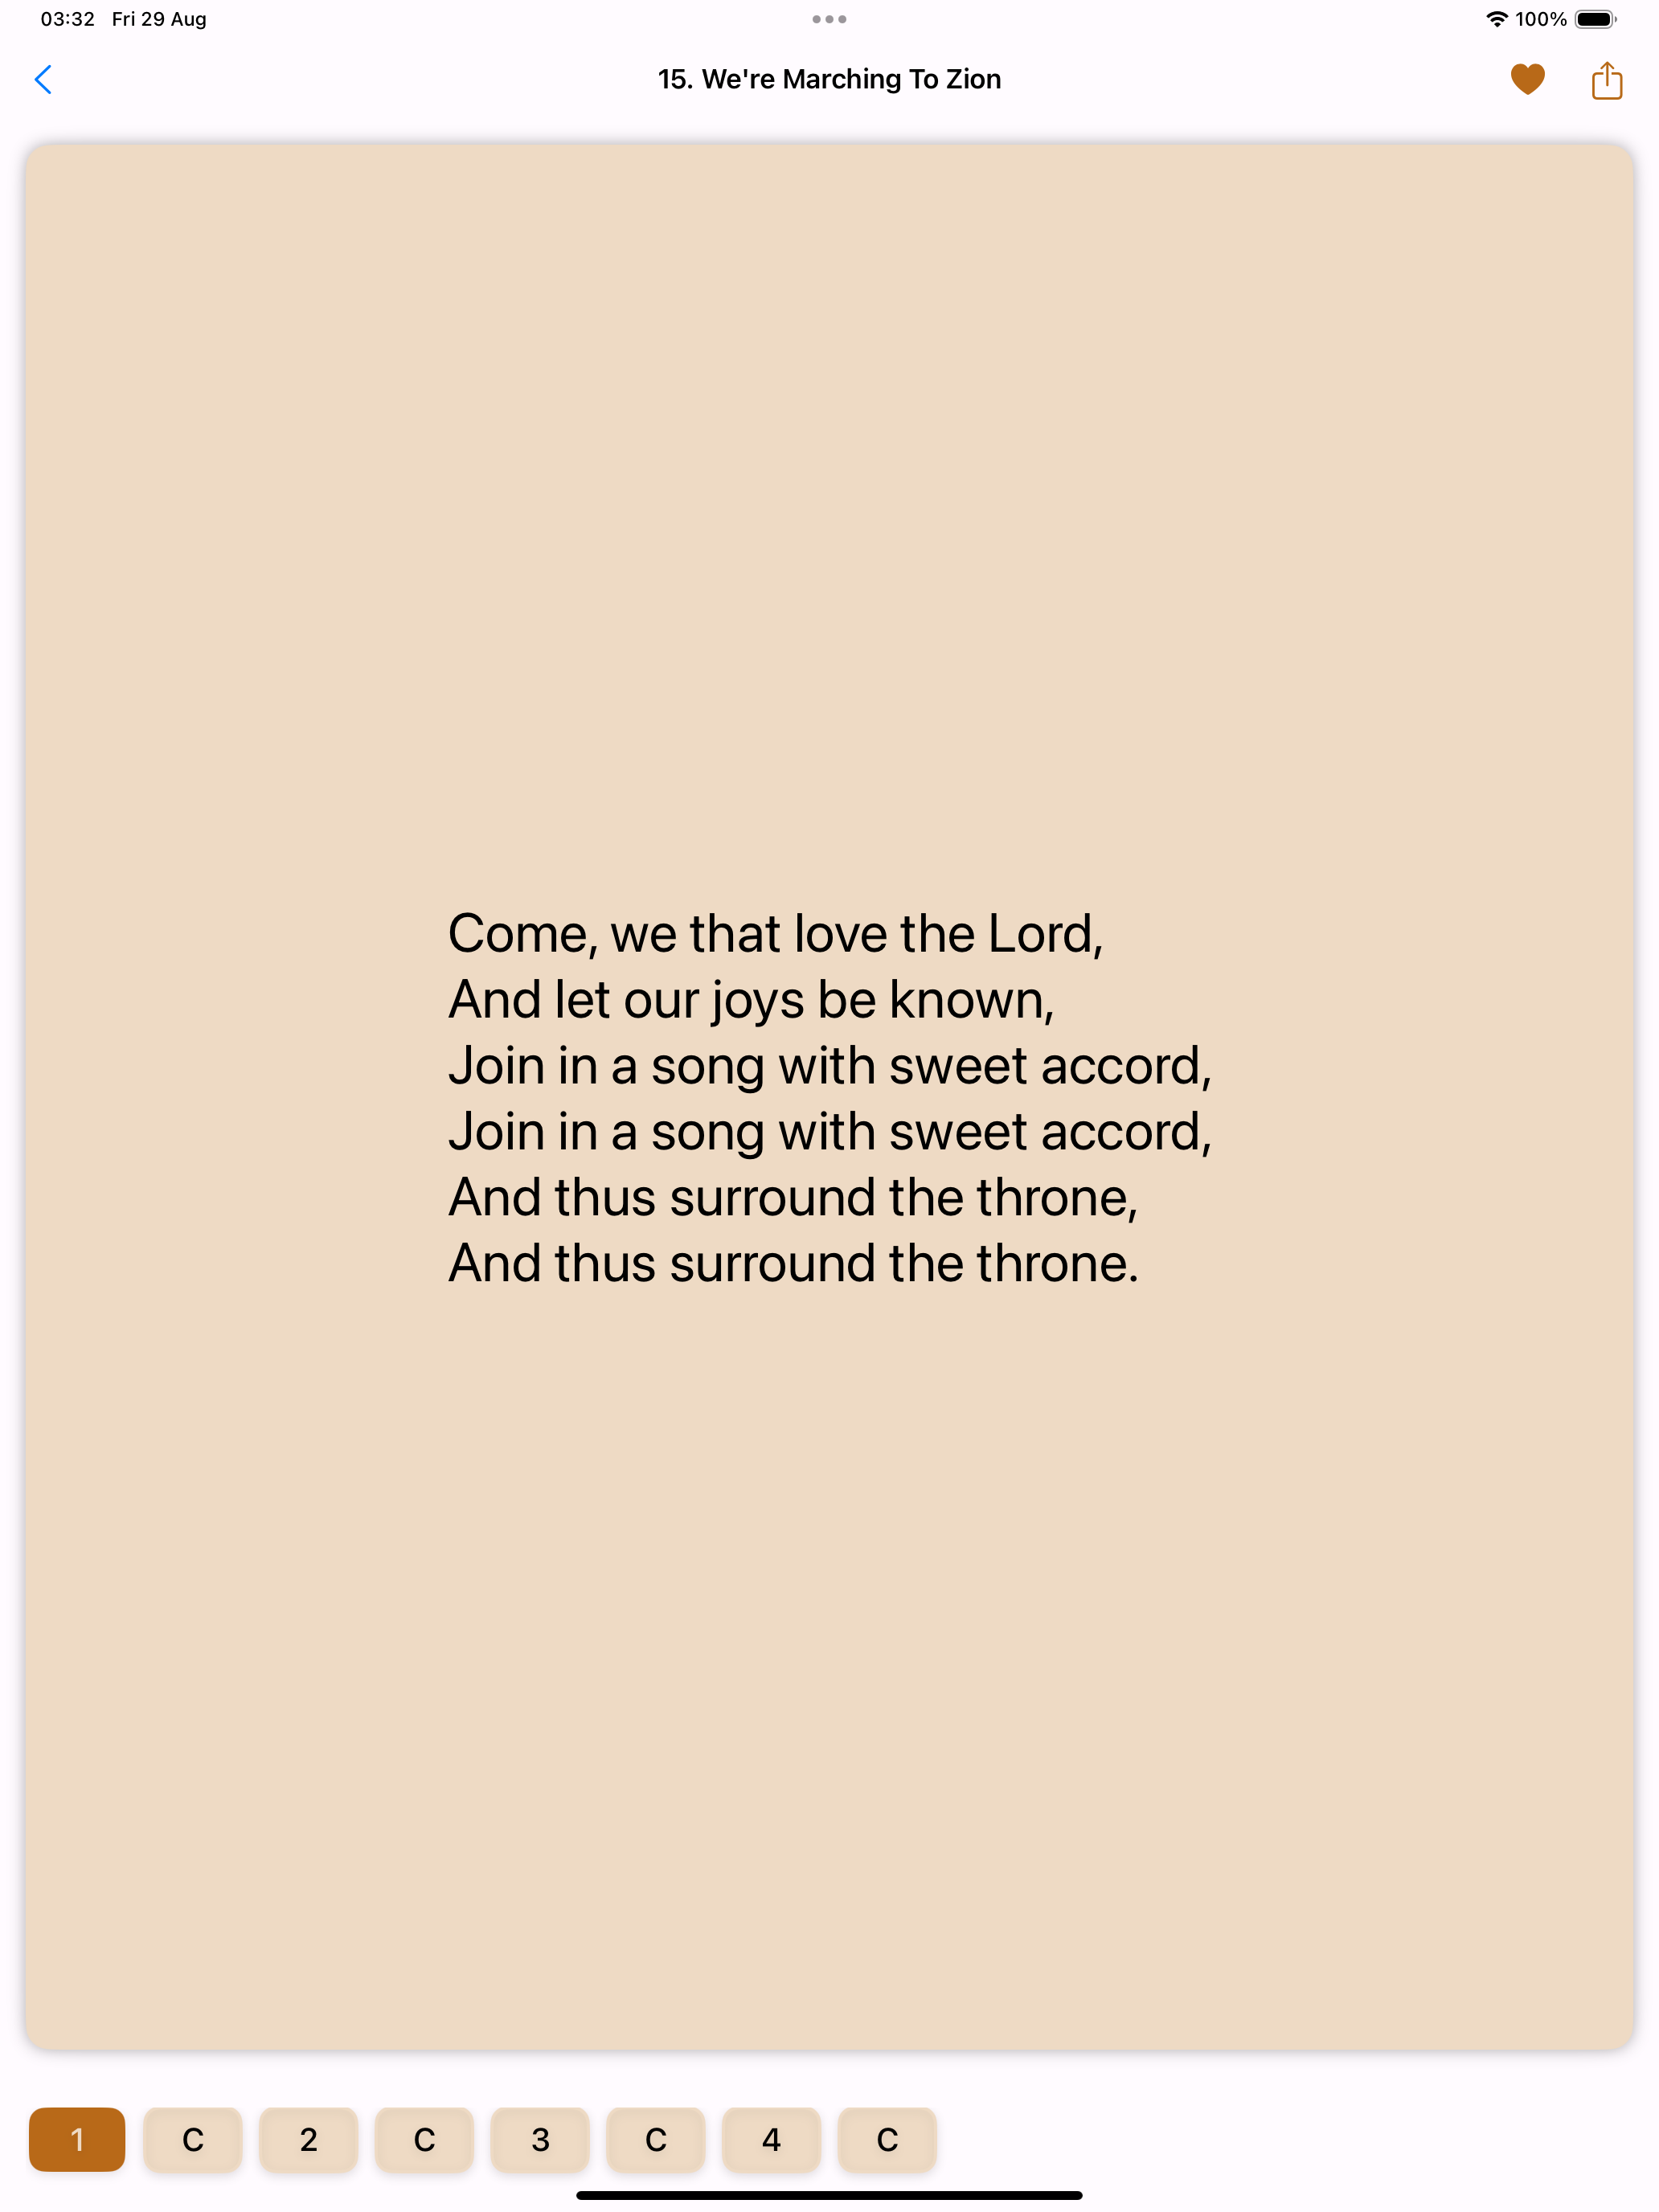 03:32 Fri 29 Aug
100%
15. We're Marching To Zion
Come, we that love the Lord,
And let our joys be known,
Join in a song with sweet accord,
Join in a song with sweet accord,
And thus surround the throne,
And thus surround the throne.
1 C 2 C 3 C 4 C